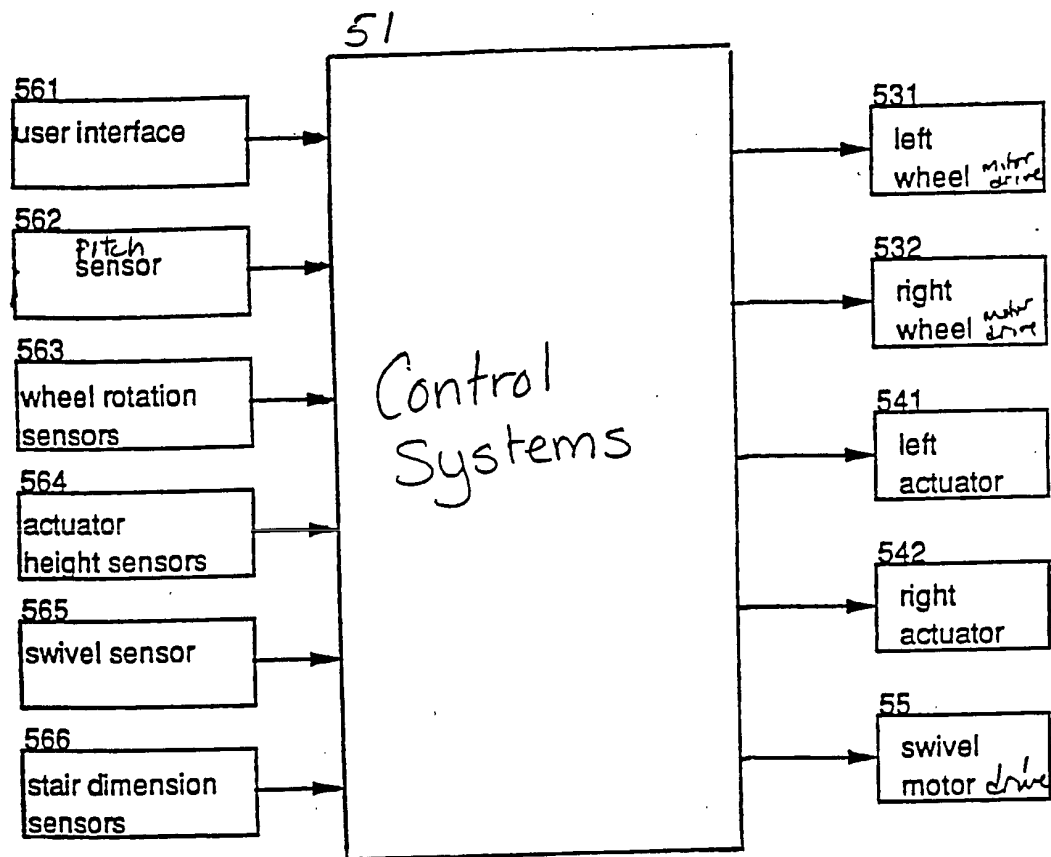 51
561
user interface
562
Pitch
sensor
563
wheel rotation
sensors
564
actuator
height sensors
565
swivel sensor
566
stair dimension
sensors
Control
Systems
531
left
wheel motor
drive
532
right
wheel motor
drive
541
left
actuator
542
right
actuator
55
swivel
motor drive